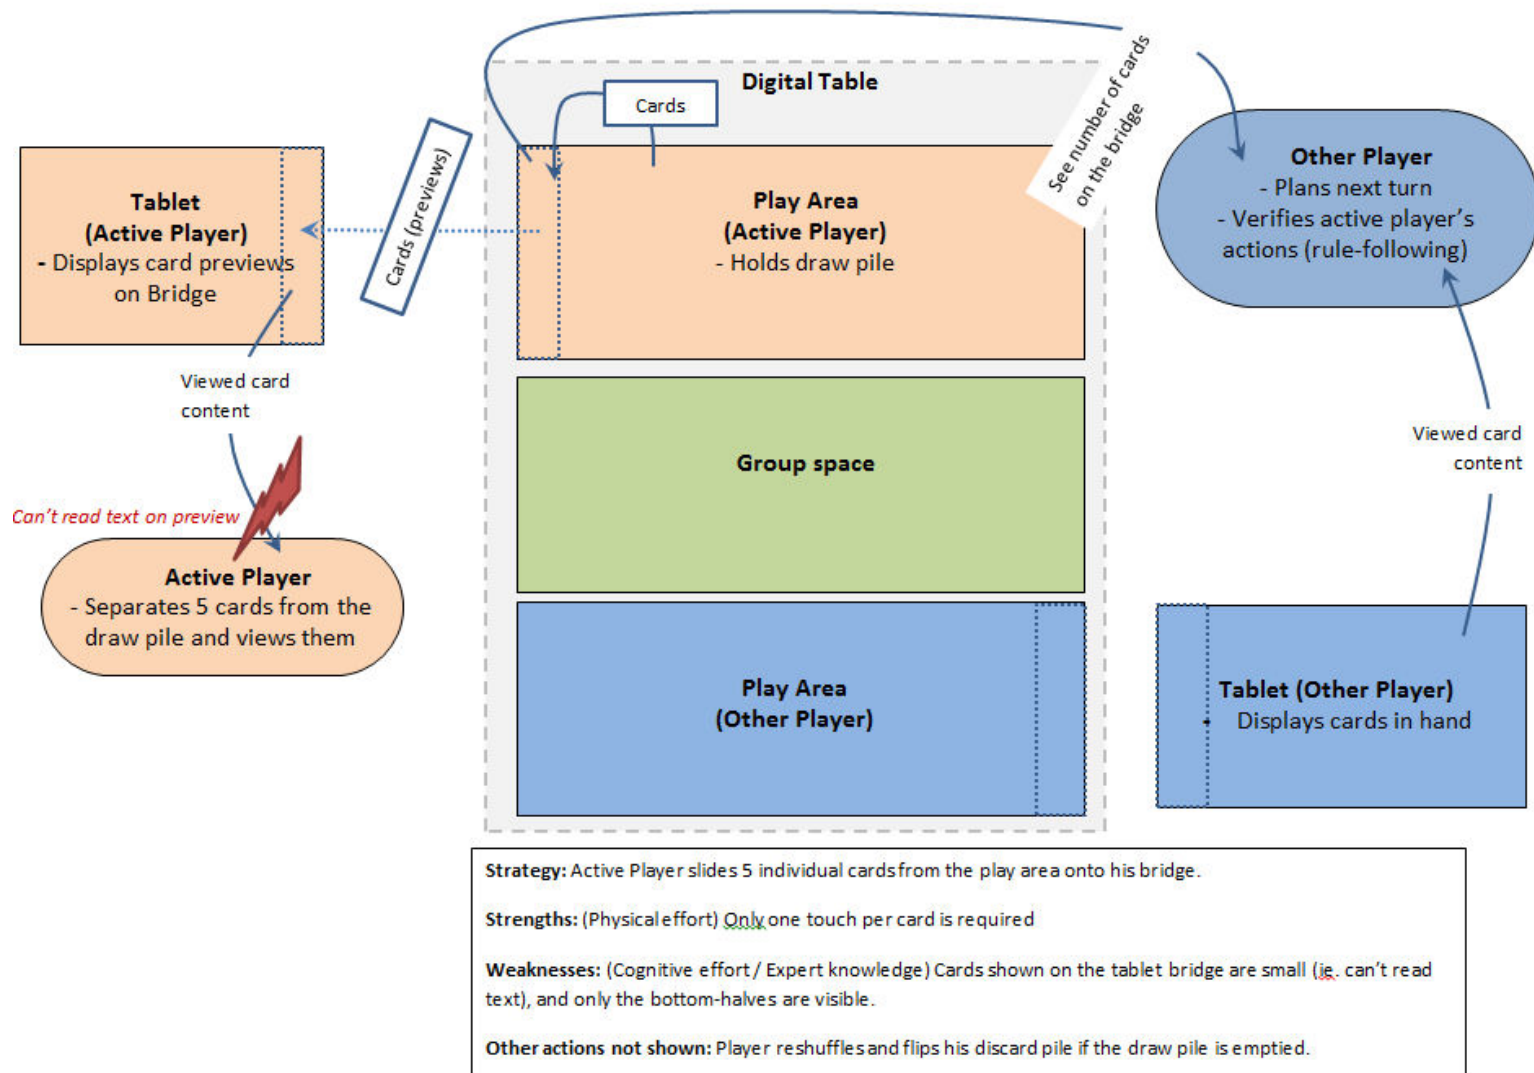 Digital Table
Cards
See number of cards
on the bridge
Cards (previews)
Tablet
(Active Player)
- Displays card previews
on Bridge
Play Area
(Active Player)
- Holds draw pile
Other Player
- Plans next turn
- Verifies active player's
actions (rule-following)
Viewed card
content
Group space
Viewed card
content
Can't read text on preview
Active Player
- Separates 5 cards from the
draw pile and views them
Play Area
(Other Player)
Tablet (Other Player)
- Displays cards in hand
Strategy: Active Player slides 5 individual cards from the play area onto his bridge.
Strengths: (Physical effort) Only one touch per card is required
Weaknesses: (Cognitive effort / Expert knowledge) Cards shown on the tablet bridge are small (ie. can't read
text), and only the bottom-halves are visible.
Other actions not shown: Player reshuffles and flips his discard pile if the draw pile is emptied.